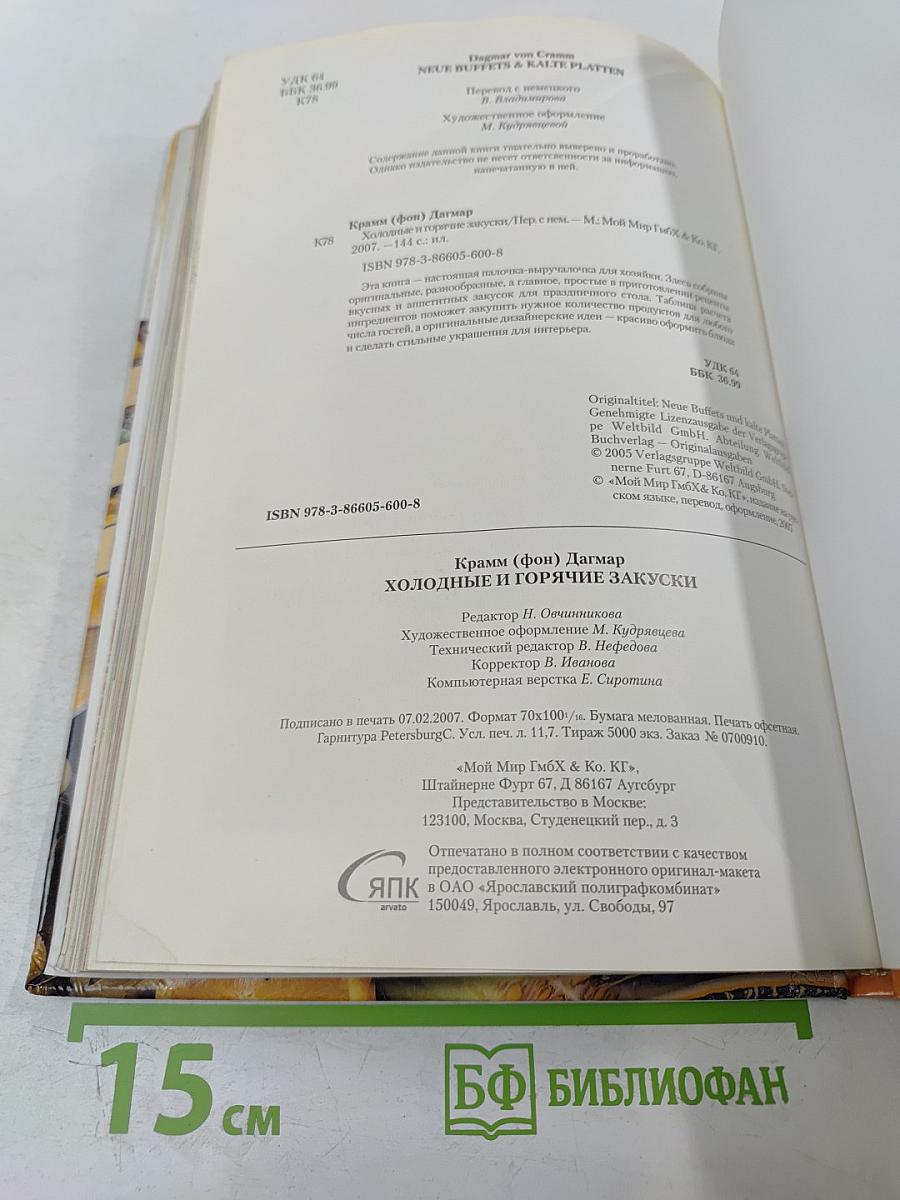 УДК 64
ББК 36.99
К78
Dagmar von Cramm
NEUE BUFFETS & KALTE PLATTEN
Перевод с немецкого
В. Владимирова
Художественное оформление
М. Кудрявцевой
Содержание данной книги тщательно выверено и проработано.
Однако издательство не несет ответсвенности за информацию,
напечатанную в ней.
Крамм (фон) Дагмар
К78
Холодные и горячие закуски/Пер. с нем. — М.: Мой Мир ГмбХ & Ко. КГ,
2007. —144 с.: ил.
ISBN 978-3-86605-600-8
Эта книга — настоящая палочка-выручалочка для хозяйки. Здесь собраны
оригинальные, разнообразные, а главное, простые в приготовлении рецепты
вкусных и аппетитных закусок для праздничного стола. Таблица расчета
ингредиентов поможет закупить нужное количество продуктов для любого
числа гостей, а оригинальные дизайнерские идеи — красиво оформить блюда
и сделать стильные украшения для интерьера.
УДК 64
ББК 36.99
Originaltitel: Neue Buffets und kalte Platten
Genehmigte Lizenzausgabe der Verlagsgrup-
pe Weltbild GmbH. Abteilung Weltbild
Buchverlag — Originalausgaben
© 2005 Verlagsgruppe Weltbild GmbH. Stei-
nerne Furt 67, D-86167 Augsburg
© «Мой Мир ГмбХ& Ко, КГ», издание на рус-
ском языке, перевод, оформление, 2007
ISBN 978-3-86605-600-8
Крамм (фон) Дагмар
ХОЛОДНЫЕ И ГОРЯЧИЕ ЗАКУСКИ
Редактор Н. Овчинникова
Художественное оформление М. Кудрявцева
Технический редактор В. Нефедова
Корректор В. Иванова
Компьютерная верстка Е. Сиротина
Подписано в печать 07.02.2007. Формат 70х100¹/₁₆. Бумага мелованная. Печать офсетная.
Гарнитура PetersburgC. Усл. печ. л. 11,7. Тираж 5000 экз. Заказ № 0700910.
«Мой Мир ГмбХ & Ко. КГ»,
Штайнерне Фурт 67, Д 86167 Аугсбург
Представительство в Москве:
123100, Москва, Студенецкий пер., д. 3
ЯПК
arvato
Отпечатано в полном соответствии с качеством
предоставленного электронного оригинал-макета
в ОАО «Ярославский полиграфкомбинат»
150049, Ярославль, ул. Свободы, 97
15 см
БФ БИБЛИОФАН